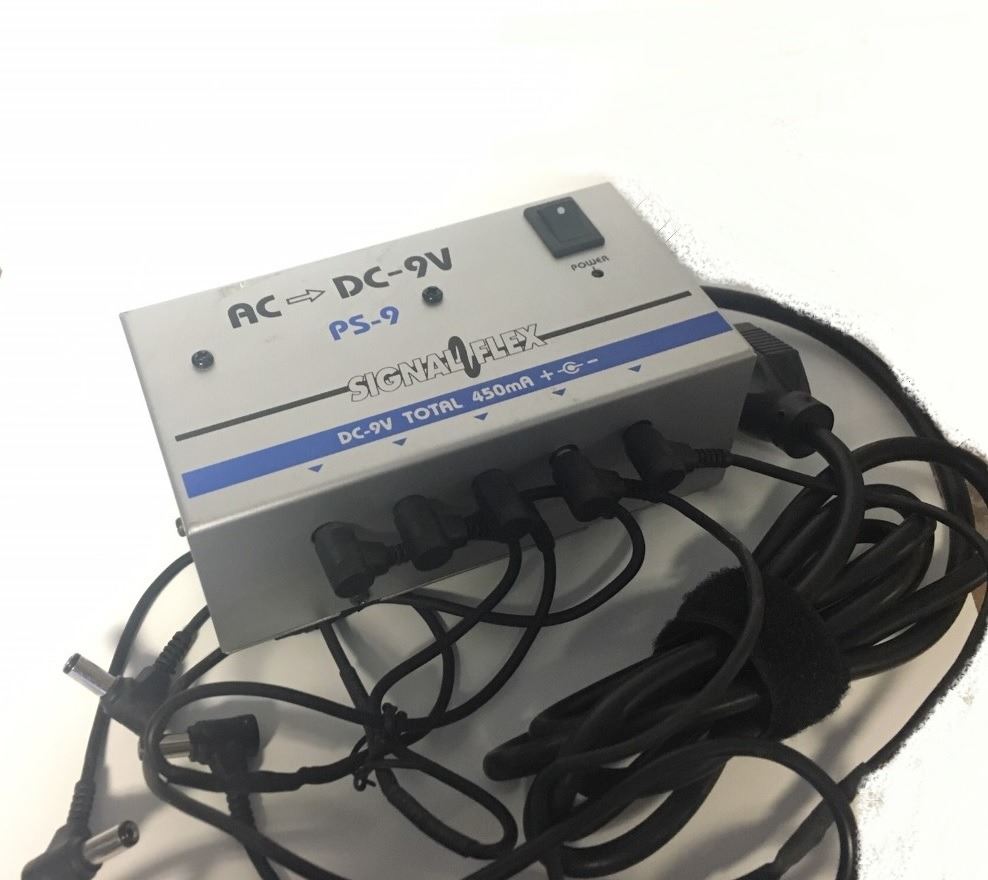 AC ⇨ DC-9V
PS-9
POWER
SIGNAL FLEX
DC-9V TOTAL 450mA + -